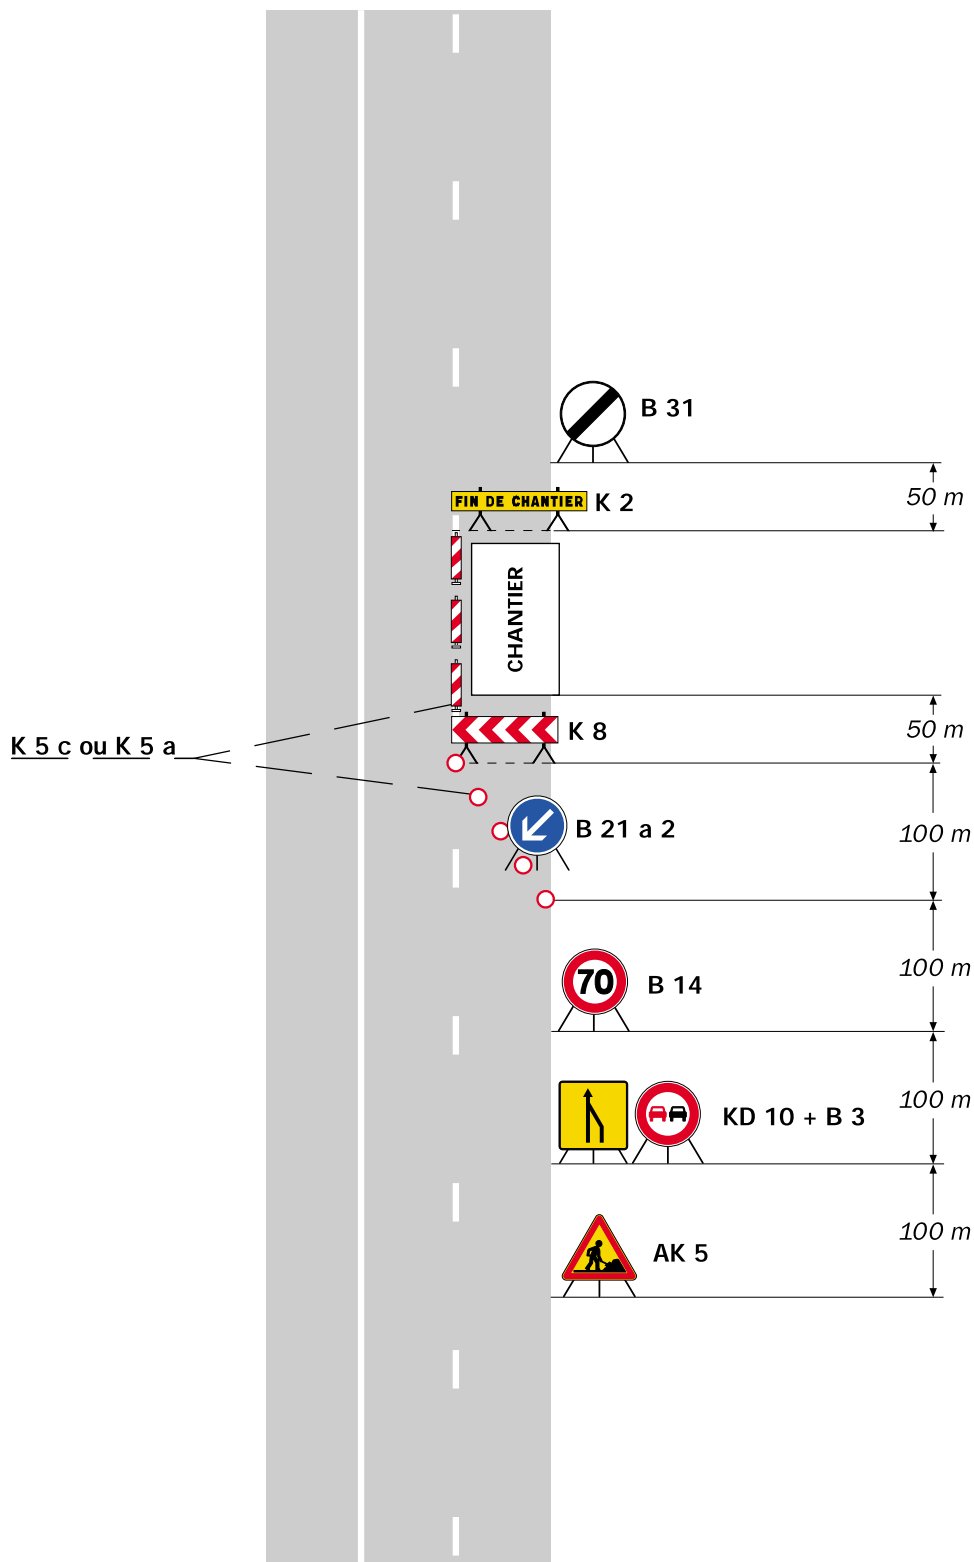 B 31
50 m
FIN DE CHANTIER
K 2
CHANTIER
50 m
K 8
K 5 c ou K 5 a
B 21 a 2
100 m
100 m
70
B 14
100 m
KD 10 + B 3
100 m
AK 5